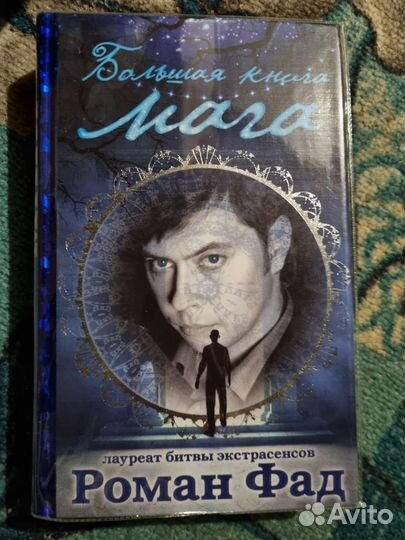 Большая книга
мага
лауреат битвы экстрасенсов
Роман Фад
Avito